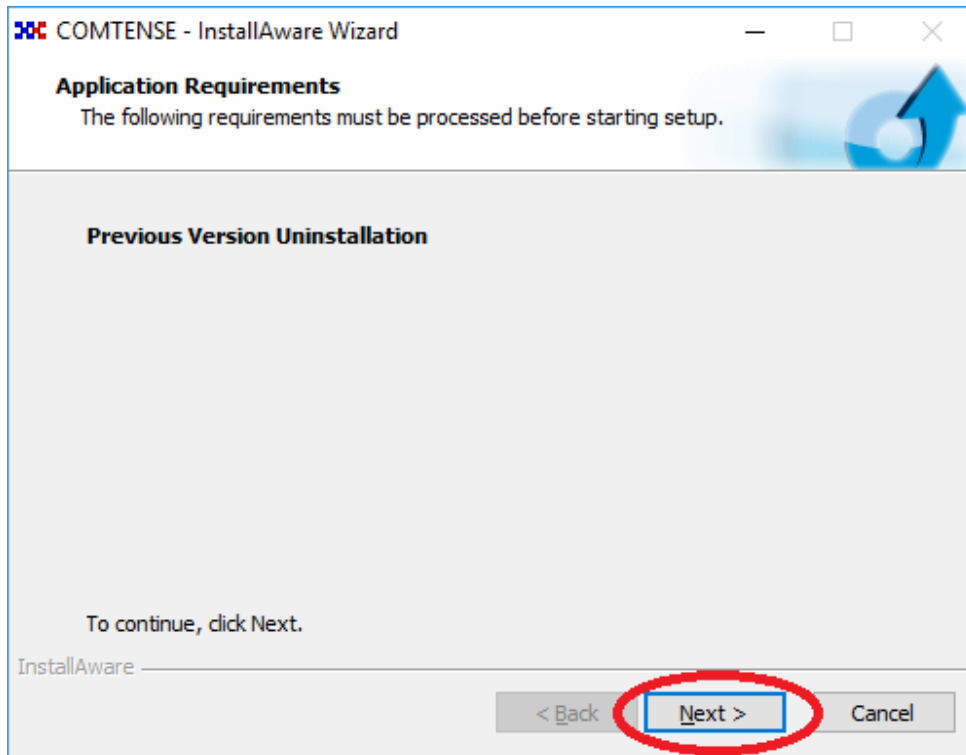 COMTENSE - InstallAware Wizard
Application Requirements
The following requirements must be processed before starting setup.
Previous Version Uninstallation
To continue, click Next.
InstallAware
< Back Next > Cancel